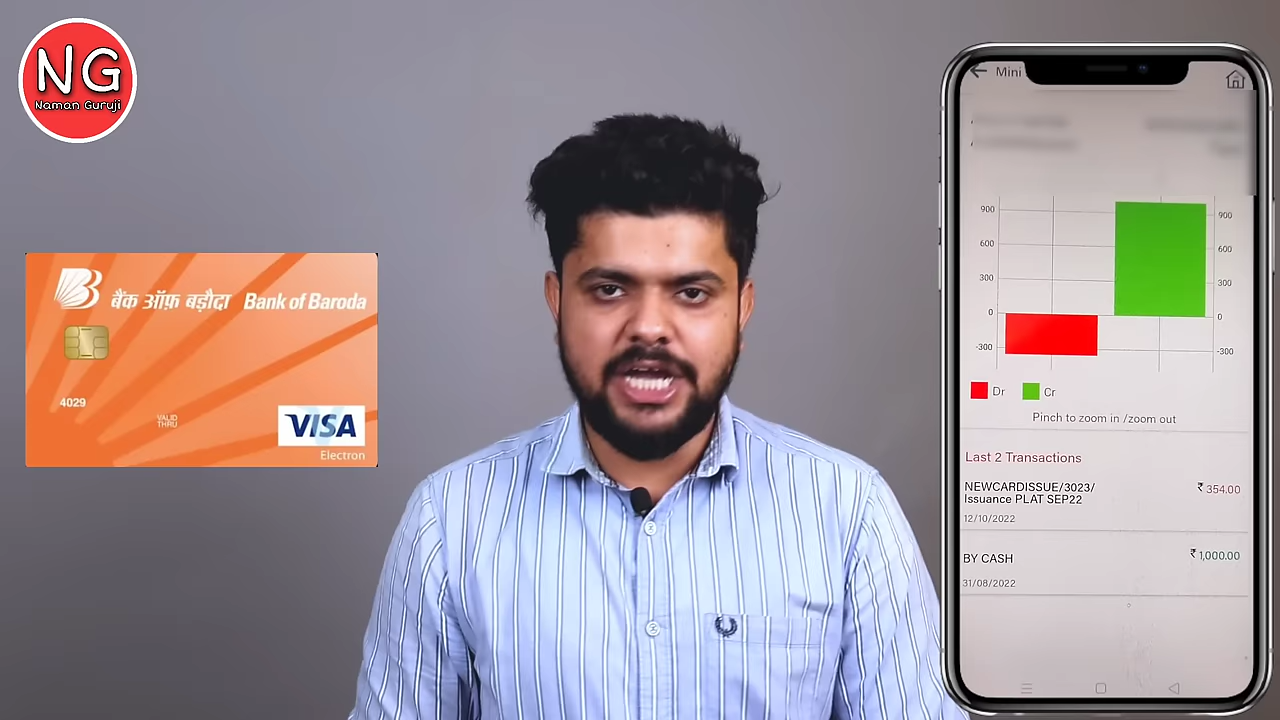 NG
Naman Guruji
बैंक ऑफ़ बड़ौदा Bank of Baroda
4029
VALID
THRU
VISA
Electron
Mini
900
600
300
0
-300
900
600
300
0
-300
Dr
Cr
Pinch to zoom in /zoom out
Last 2 Transactions
NEWCARDISSUE/3023/
Issuance PLAT SEP22
₹ 354.00
12/10/2022
BY CASH
₹ 1,000.00
31/08/2022